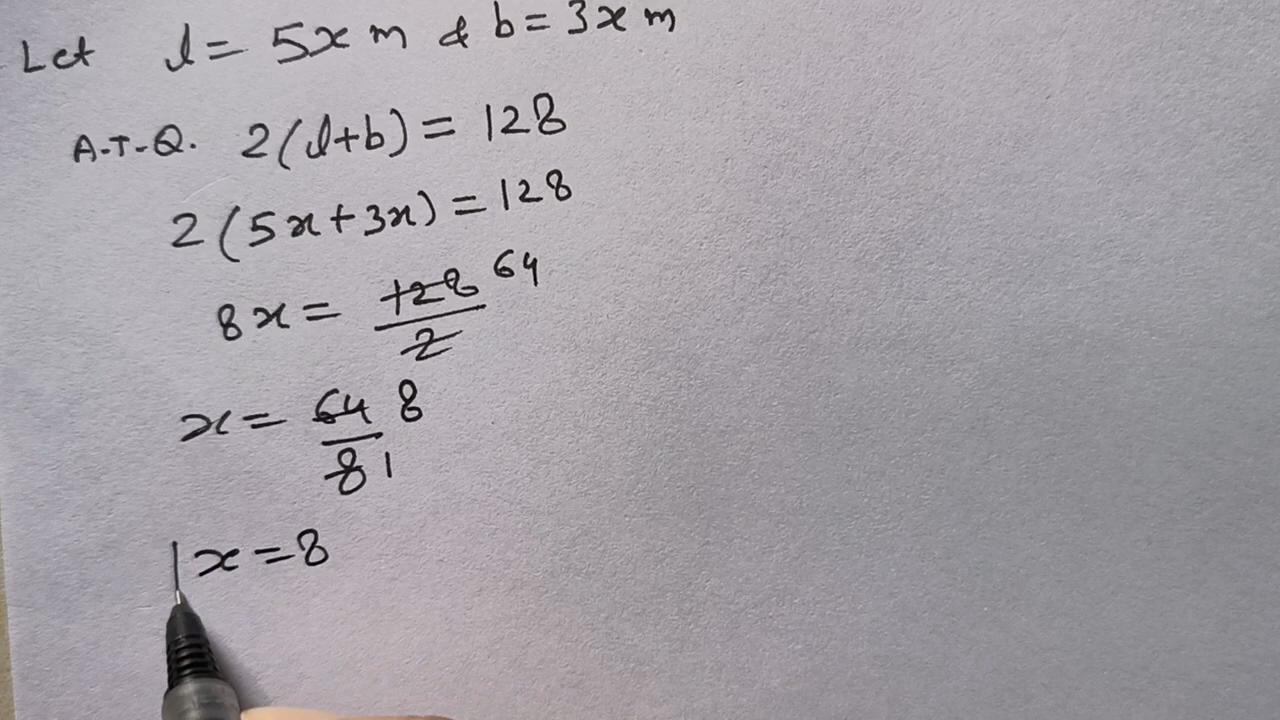 Let l = 5x m & b = 3x m
A.T.Q. 2(l+b) = 128
2(5x+3x) = 128
8x = 128/2 64
x = 64/8 8 1
x = 8